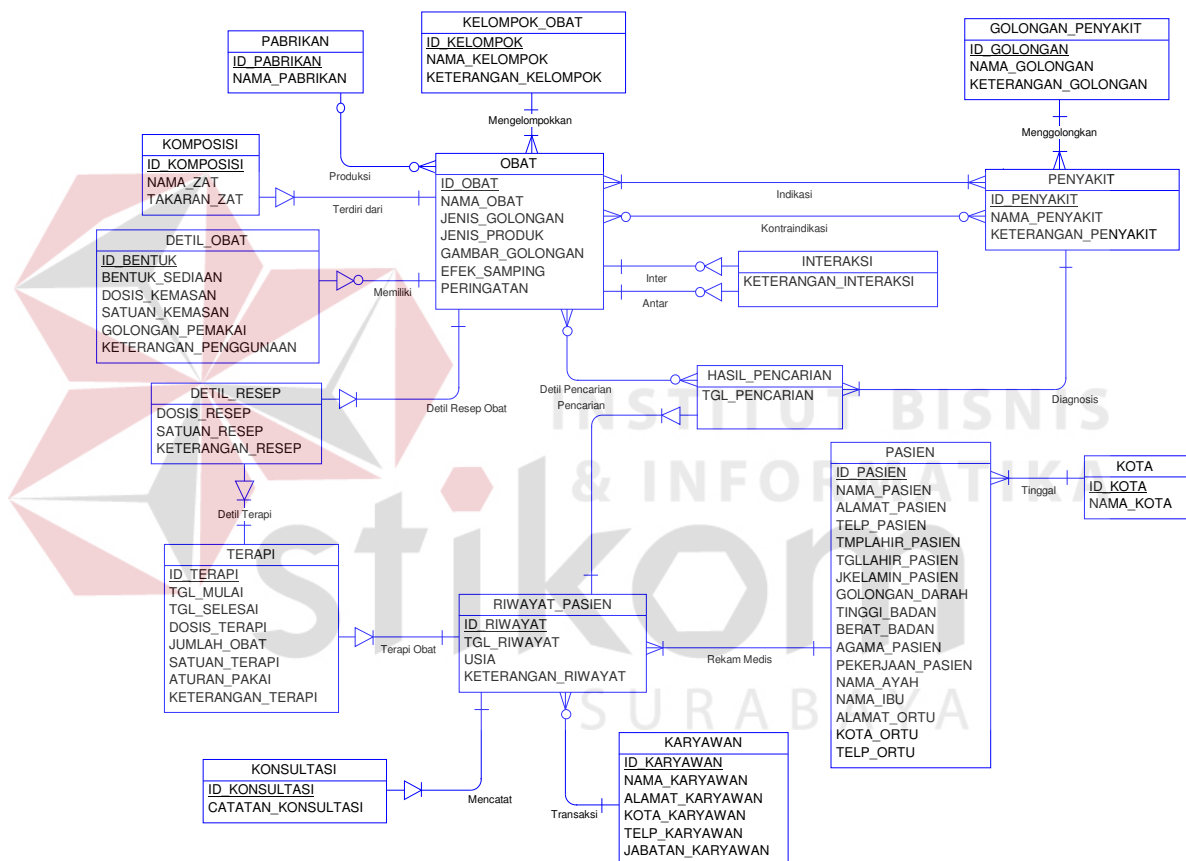 KELOMPOK_OBAT
ID_KELOMPOK
NAMA_KELOMPOK
KETERANGAN_KELOMPOK
GOLONGAN_PENYAKIT
ID_GOLONGAN
NAMA_GOLONGAN
KETERANGAN_GOLONGAN
PABRIKAN
ID_PABRIKAN
NAMA_PABRIKAN
Mengelompokkan
Menggolongkan
KOMPOSISI
ID_KOMPOSISI
NAMA_ZAT
TAKARAN_ZAT
Produksi
Terdiri dari
OBAT
ID_OBAT
NAMA_OBAT
JENIS_GOLONGAN
JENIS_PRODUK
GAMBAR_GOLONGAN
EFEK_SAMPING
PERINGATAN
Indikasi
Kontraindikasi
PENYAKIT
ID_PENYAKIT
NAMA_PENYAKIT
KETERANGAN_PENYAKIT
DETIL_OBAT
ID_BENTUK
BENTUK_SEDIAAN
DOSIS_KEMASAN
SATUAN_KEMASAN
GOLONGAN_PEMAKAI
KETERANGAN_PENGGUNAAN
Memiliki
Inter
Antar
INTERAKSI
KETERANGAN_INTERAKSI
DETIL_RESEP
DOSIS_RESEP
SATUAN_RESEP
KETERANGAN_RESEP
Detil Resep Obat
Detil Pencarian
Pencarian
HASIL_PENCARIAN
TGL_PENCARIAN
Diagnosis
INSTITUT BISNIS
& INFORMATIKA
stikom
SURABAYA
Detil Terapi
PASIEN
ID_PASIEN
NAMA_PASIEN
ALAMAT_PASIEN
TELP_PASIEN
TMPLAHIR_PASIEN
TGLLAHIR_PASIEN
JKELAMIN_PASIEN
GOLONGAN_DARAH
TINGGI_BADAN
BERAT_BADAN
AGAMA_PASIEN
PEKERJAAN_PASIEN
NAMA_AYAH
NAMA_IBU
ALAMAT_ORTU
KOTA_ORTU
TELP_ORTU
Tinggal
KOTA
ID_KOTA
NAMA_KOTA
TERAPI
ID_TERAPI
TGL_MULAI
TGL_SELESAI
DOSIS_TERAPI
JUMLAH_OBAT
SATUAN_TERAPI
ATURAN_PAKAI
KETERANGAN_TERAPI
Terapi Obat
RIWAYAT_PASIEN
ID_RIWAYAT
TGL_RIWAYAT
USIA
KETERANGAN_RIWAYAT
Rekam Medis
KONSULTASI
ID_KONSULTASI
CATATAN_KONSULTASI
Mencatat
Transaksi
KARYAWAN
ID_KARYAWAN
NAMA_KARYAWAN
ALAMAT_KARYAWAN
KOTA_KARYAWAN
TELP_KARYAWAN
JABATAN_KARYAWAN